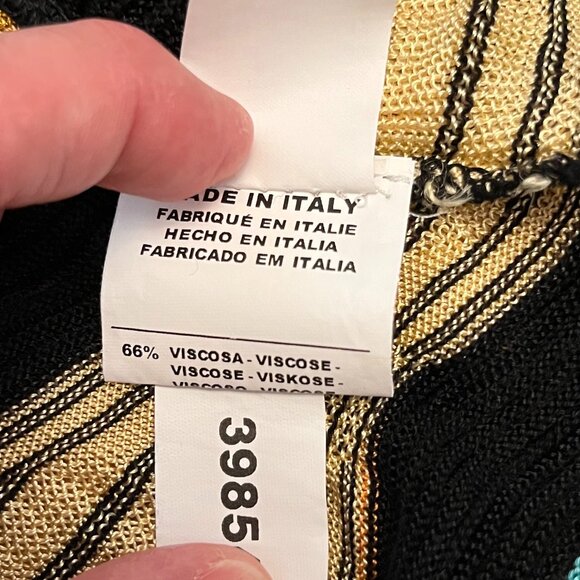 MADE IN ITALY
FABRIQUÉ EN ITALIE
HECHO EN ITALIA
FABRICADO EM ITALIA
66% VISCOSA - VISCOSE -
VISCOSE - VISKOSE -
3985